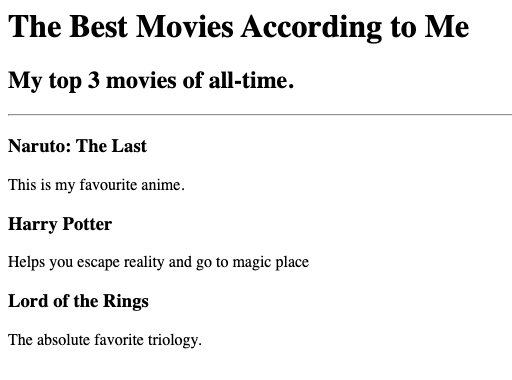 The Best Movies According to Me
My top 3 movies of all-time.
Naruto: The Last
This is my favourite anime.
Harry Potter
Helps you escape reality and go to magic place
Lord of the Rings
The absolute favorite triology.